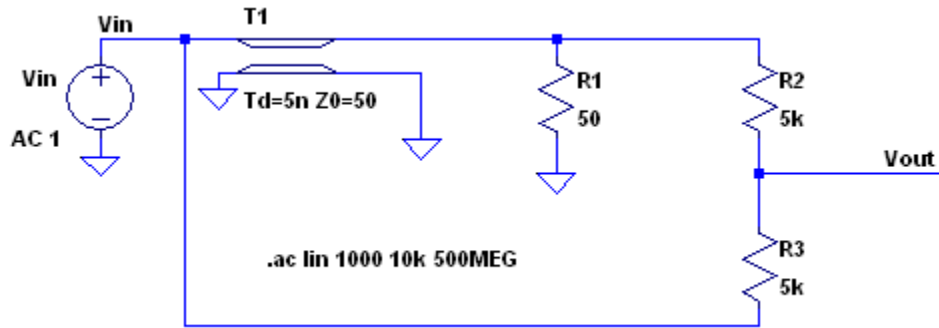 Vin
T1
Vin
AC 1
Td=5n Z0=50
R1
50
R2
5k
Vout
R3
5k
.ac lin 1000 10k 500MEG